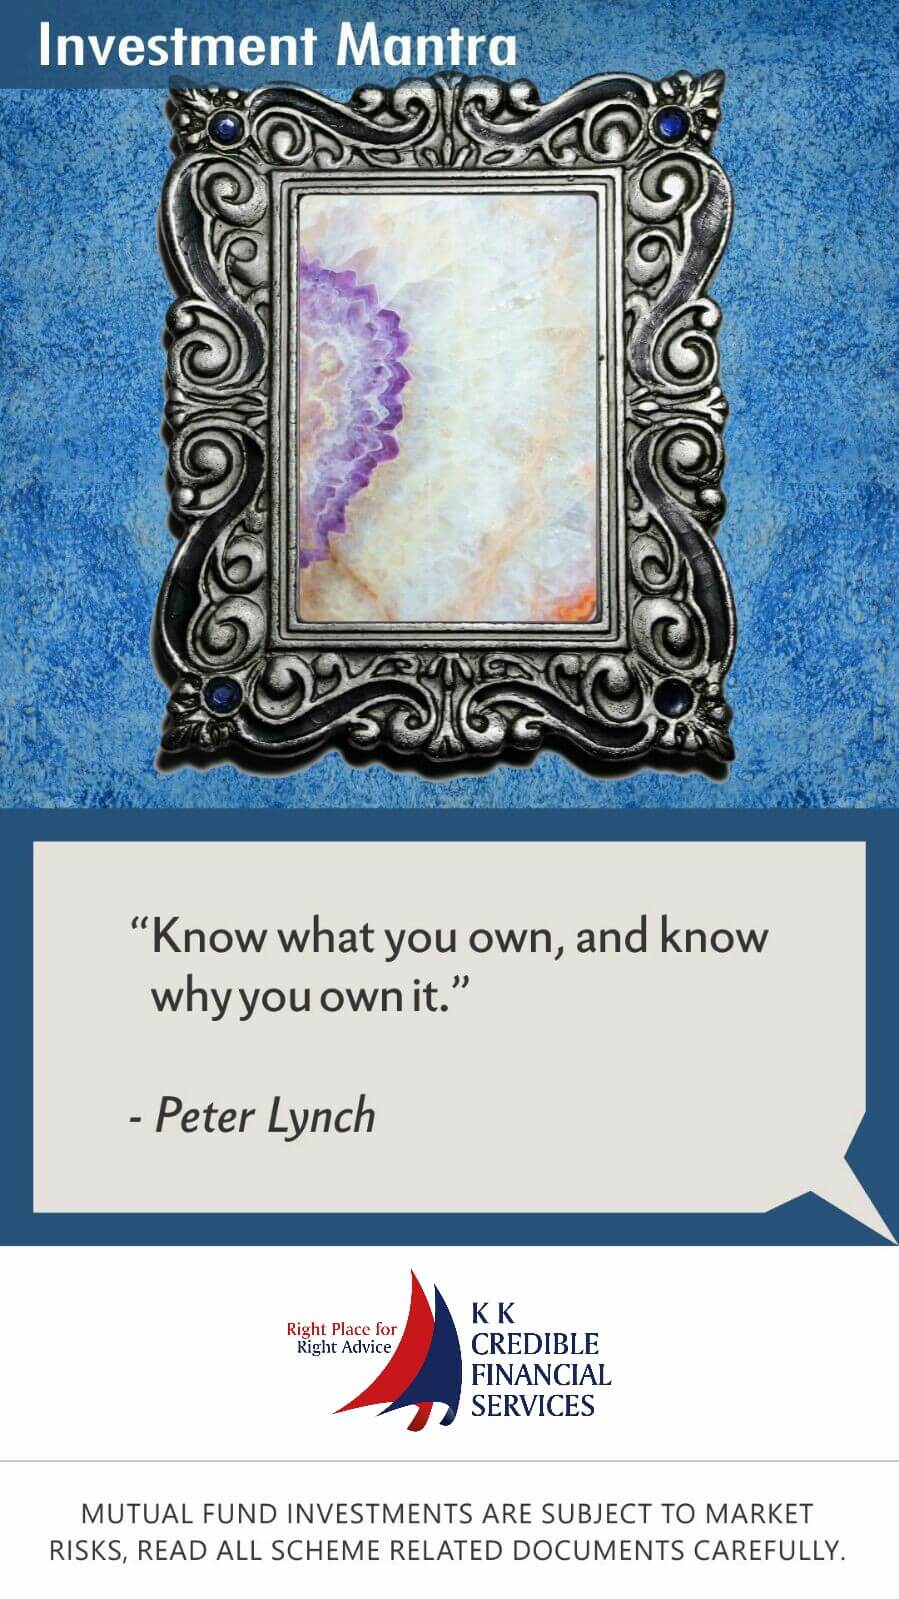 Investment Mantra
“Know what you own, and know
why you own it.”
- Peter Lynch
Right Place for
Right Advice
K K
CREDIBLE
FINANCIAL
SERVICES
MUTUAL FUND INVESTMENTS ARE SUBJECT TO MARKET
RISKS, READ ALL SCHEME RELATED DOCUMENTS CAREFULLY.